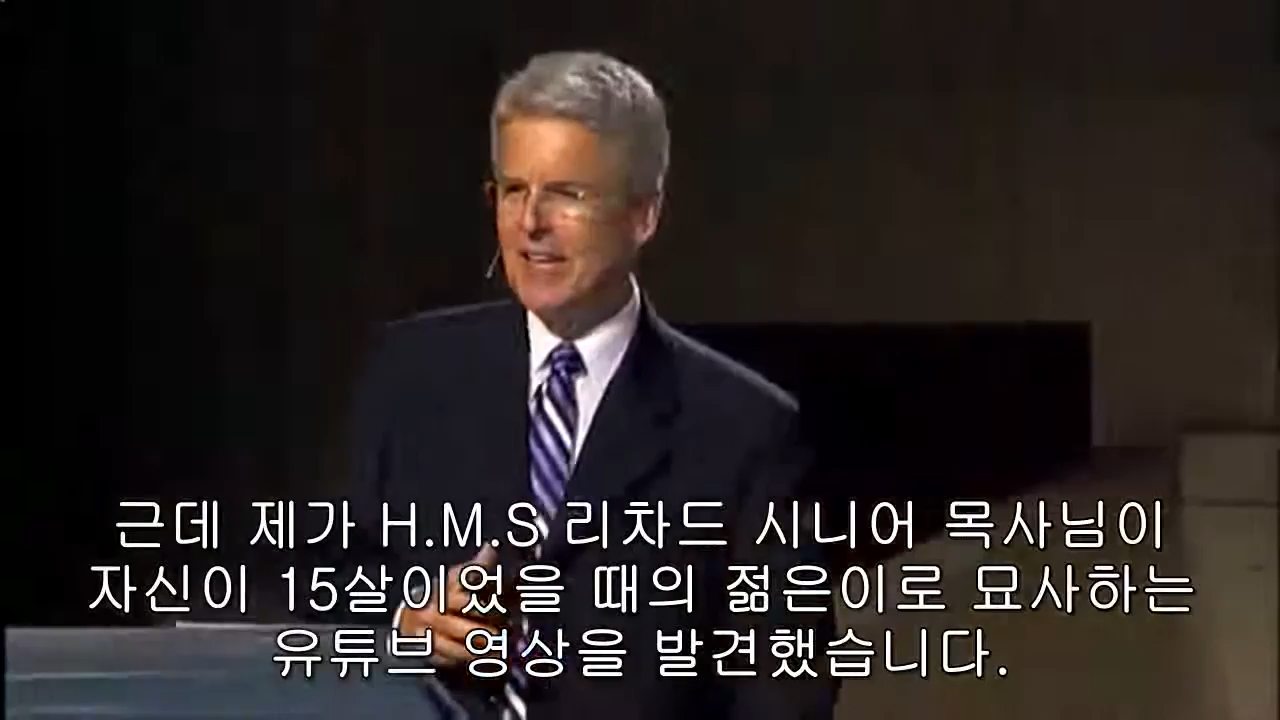 근데 제가 H.M.S 리차드 시니어 목사님이
자신이 15살이었을 때의 젊은이로 묘사하는
유튜브 영상을 발견했습니다.